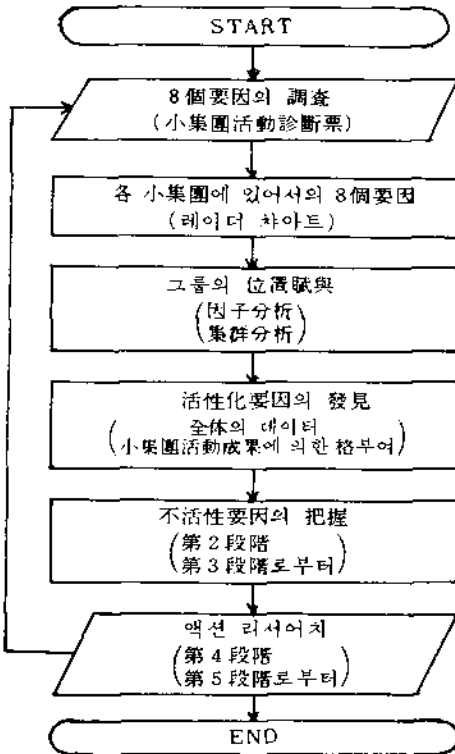 START
8個要因의 調査
(小集團活動診斷票)
各 小集團에 있어서의 8個要因
(레이더 챠아트)
그룹의 位置賦與
(因子分析
集群分析)
活性化要因의 發見
(全体의 데이터
小集團活動成果에 의한 格부여)
不活性要因의 把握
(第2段階
第3段階로부터)
액션 리서어치
(第4段階
第5段階로부터)
END